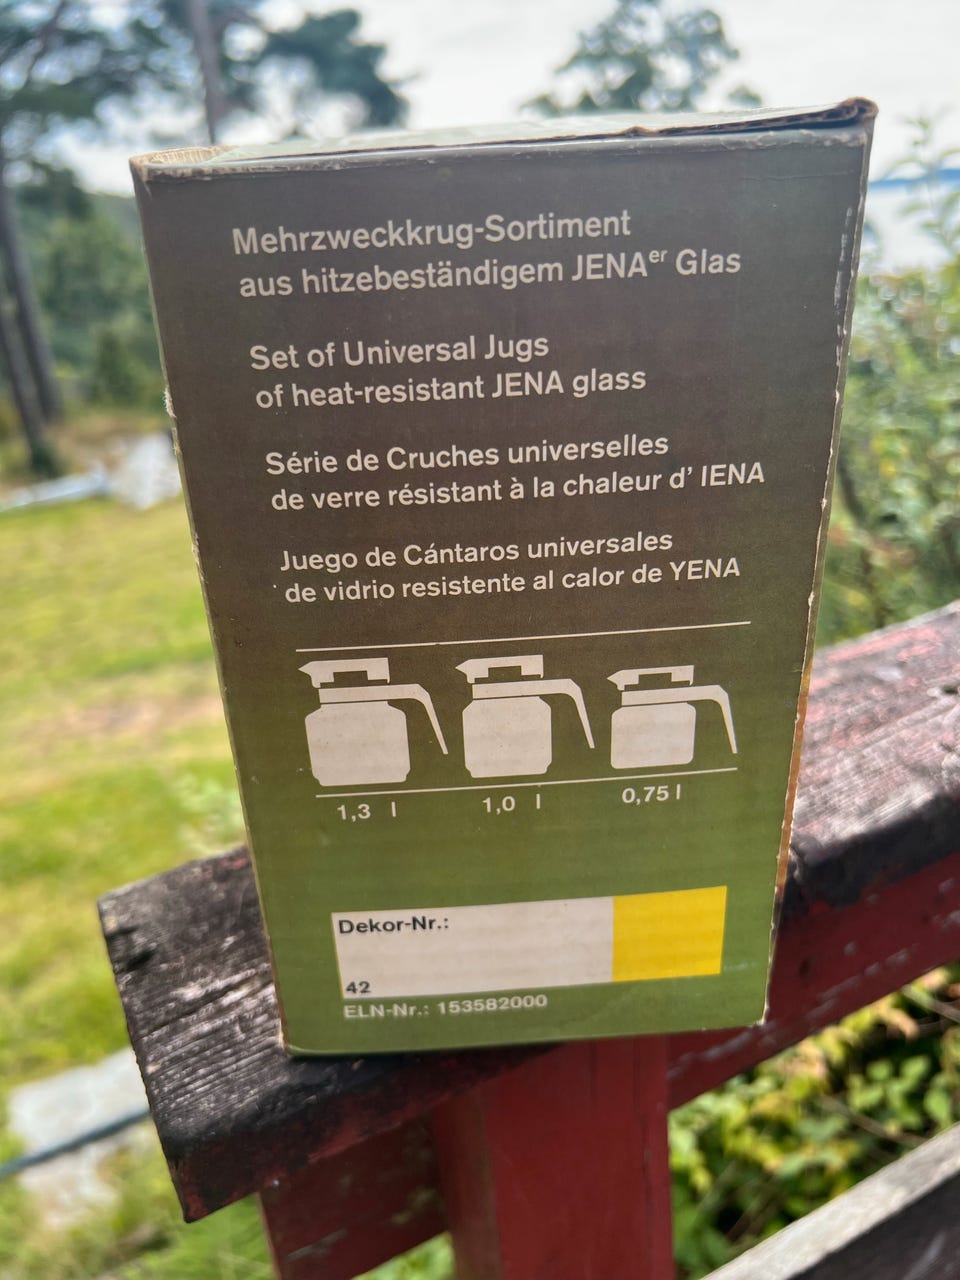 Mehrzweckkrug-Sortiment
aus hitzebeständigem JENAer Glas
Set of Universal Jugs
of heat-resistant JENA glass
Série de Cruches universelles
de verre résistant à la chaleur d' IENA
Juego de Cántaros universales
de vidrio resistente al calor de YENA
1,3 l 1,0 l 0,75 l
Dekor-Nr.:
42
ELN-Nr.: 153582000